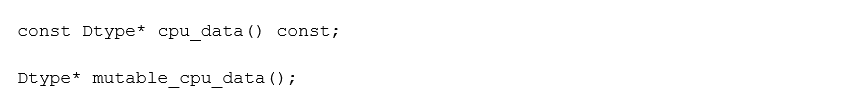 const Dtype* cpu_data() const;
Dtype* mutable_cpu_data();